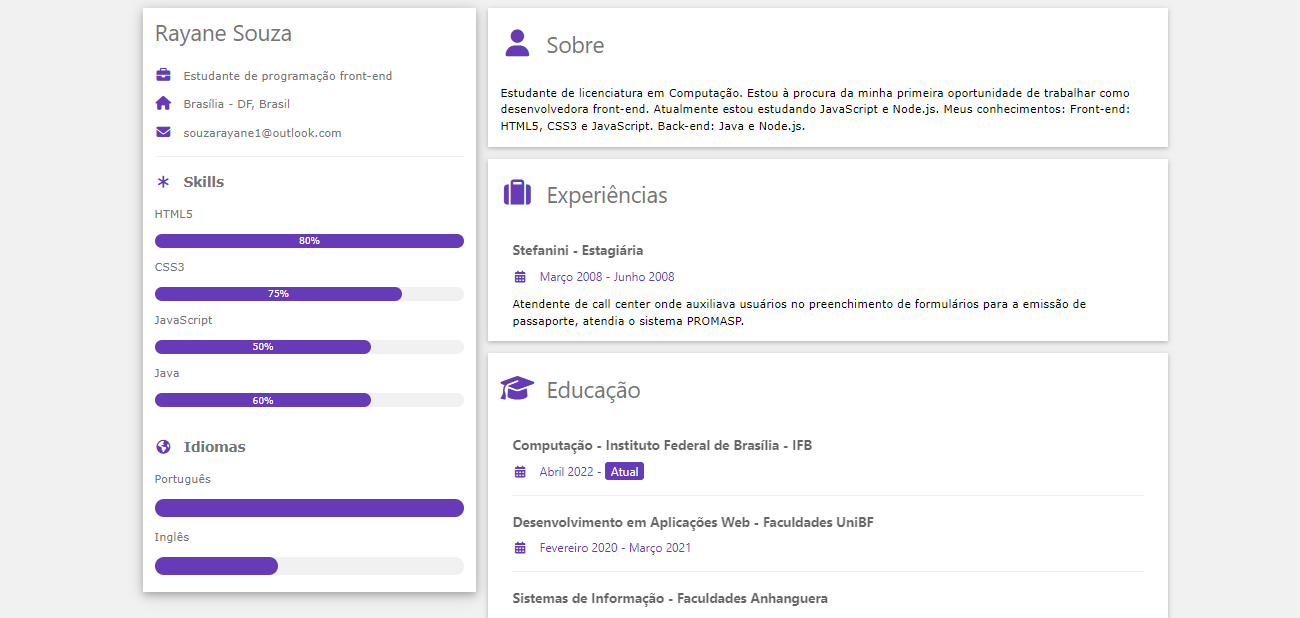 Rayane Souza
Estudante de programação front-end
Brasília - DF, Brasil
souzarayane1@outlook.com
Skills
HTML5
80%
CSS3
75%
JavaScript
50%
Java
60%
Idiomas
Português
Inglês
Sobre
Estudante de licenciatura em Computação. Estou à procura da minha primeira oportunidade de trabalhar como
desenvolvedora front-end. Atualmente estou estudando JavaScript e Node.js. Meus conhecimentos: Front-end:
HTML5, CSS3 e JavaScript. Back-end: Java e Node.js.
Experiências
Stefanini - Estagiária
Março 2008 - Junho 2008
Atendente de call center onde auxiliava usuários no preenchimento de formulários para a emissão de
passaporte, atendia o sistema PROMASP.
Educação
Computação - Instituto Federal de Brasília - IFB
Abril 2022 - Atual
Desenvolvimento em Aplicações Web - Faculdades UniBF
Fevereiro 2020 - Março 2021
Sistemas de Informação - Faculdades Anhanguera